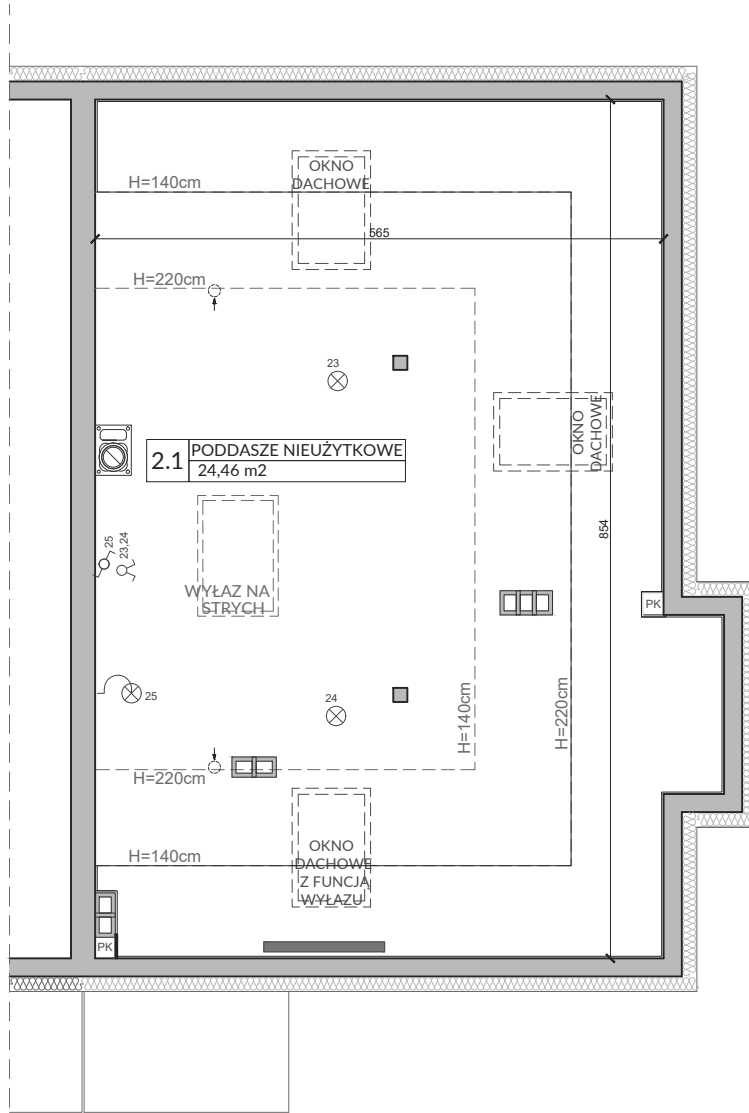 OKNO
DACHOWE
H=140cm
565
H=220cm
23
OKNO
DACHOWE
2.1 PODDASZE NIEUŻYTKOWE
24,46 m2
854
25
23,24
WYŁAZ NA
STRYCH
PK
25
24
H=140cm
H=220cm
H=220cm
OKNO
DACHOWE
Z FUNCJĄ
WYŁAZU
H=140cm
PK